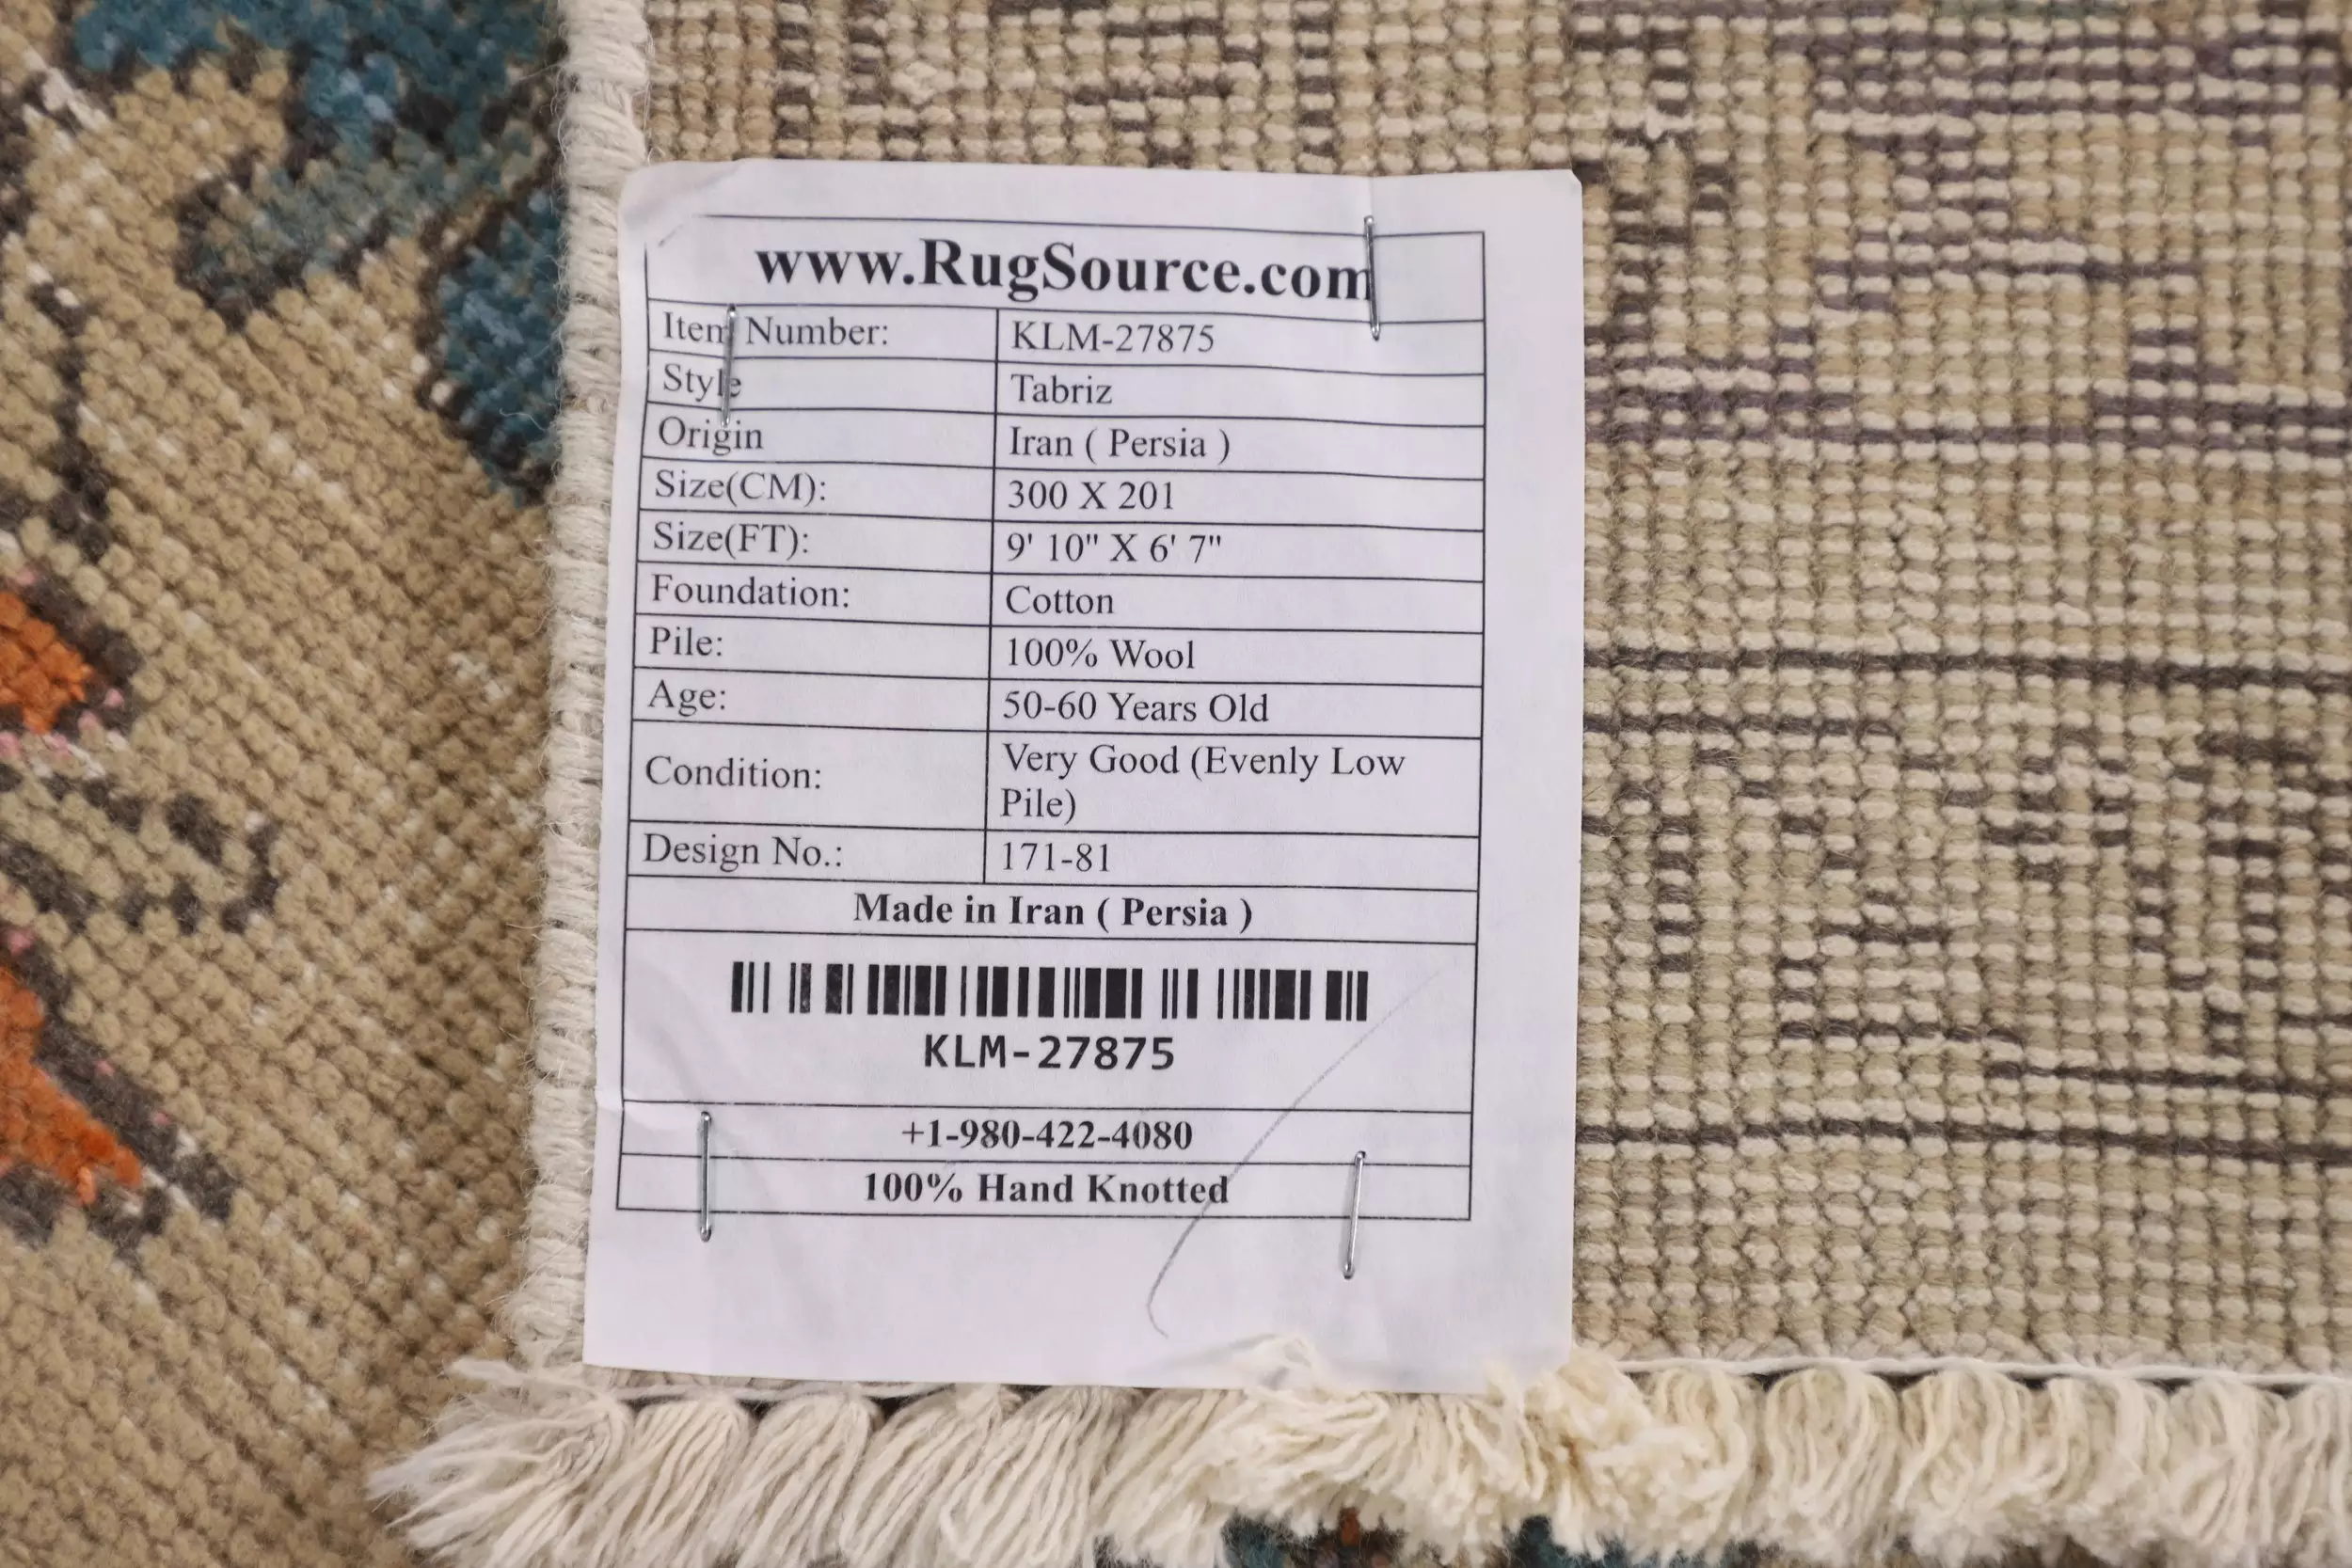 www.RugSource.com
Item Number: KLM-27875
Style Tabriz
Origin Iran ( Persia )
Size(CM): 300 X 201
Size(FT): 9' 10" X 6' 7"
Foundation: Cotton
Pile: 100% Wool
Age: 50-60 Years Old
Condition: Very Good (Evenly Low
Pile)
Design No.: 171-81
Made in Iran ( Persia )
KLM-27875
+1-980-422-4080
100% Hand Knotted